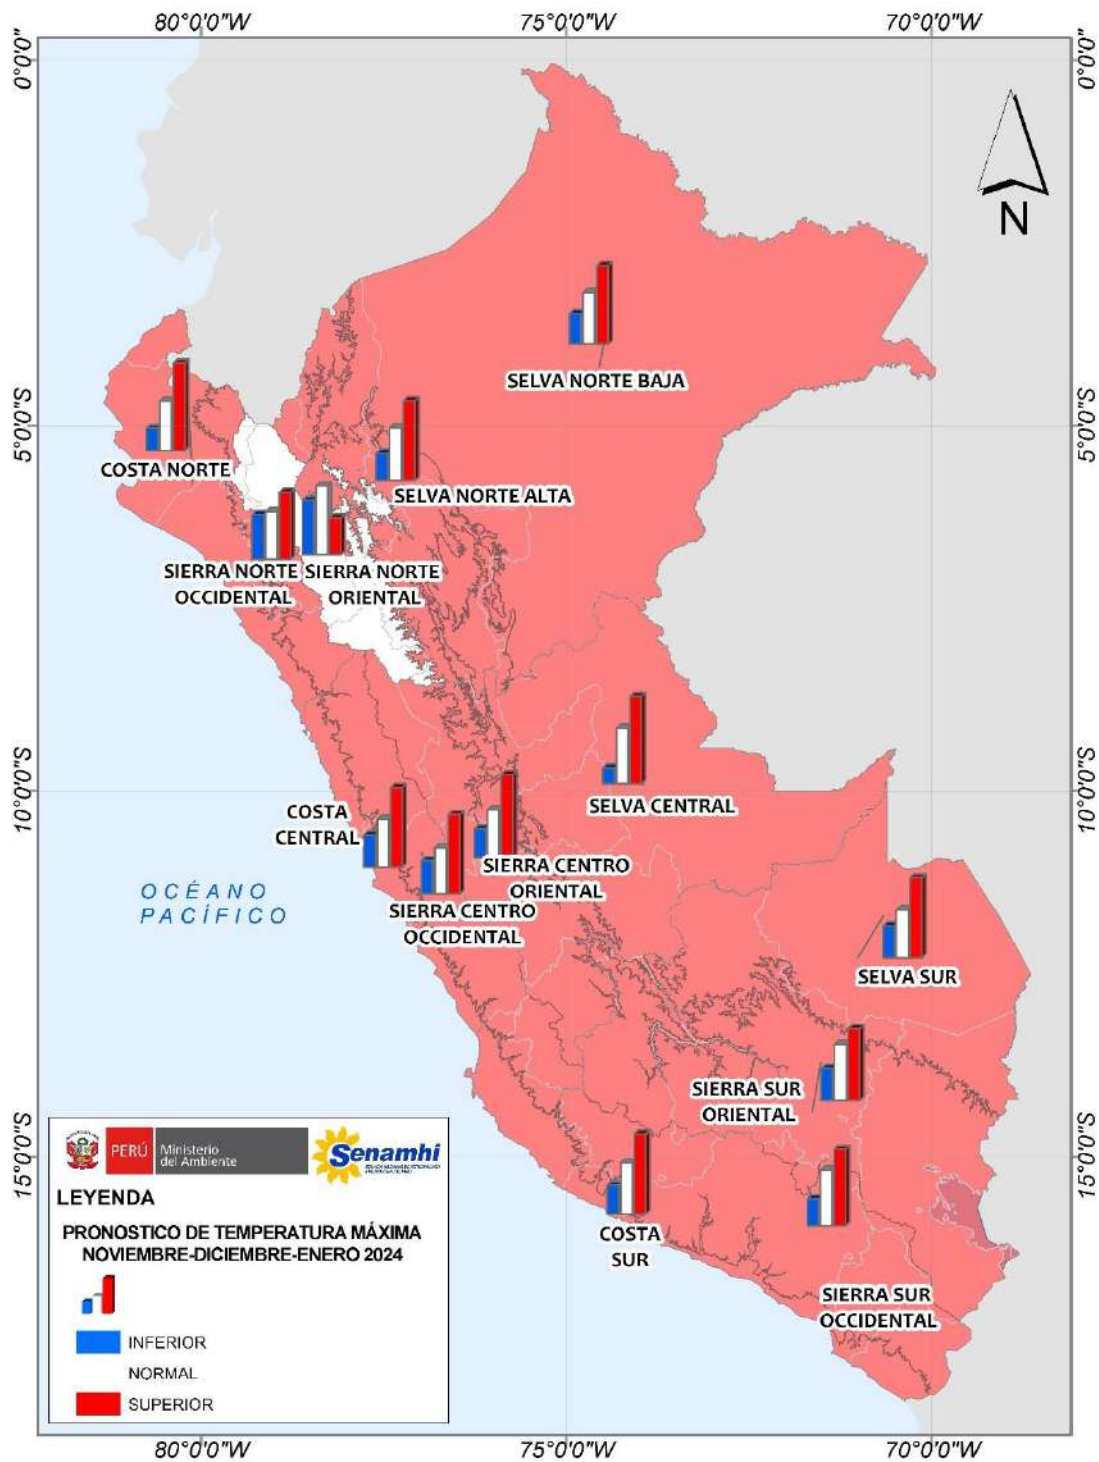 80°0'0"W
75°0'0"W
70°0'0"W
0°0'0"
0°0'0"
N
SELVA NORTE BAJA
5°0'0"S
5°0'0"S
COSTA NORTE
SELVA NORTE ALTA
SIERRA NORTE
OCCIDENTAL
SIERRA NORTE
ORIENTAL
10°0'0"S
10°0'0"S
SELVA CENTRAL
COSTA
CENTRAL
SIERRA CENTRO
ORIENTAL
SIERRA CENTRO
OCCIDENTAL
OCÉANO
PACÍFICO
SELVA SUR
SIERRA SUR
ORIENTAL
15°0'0"S
15°0'0"S
COSTA
SUR
SIERRA SUR
OCCIDENTAL
PERÚ
Ministerio
del Ambiente
Senamhi
LEYENDA
PRONOSTICO DE TEMPERATURA MÁXIMA
NOVIEMBRE-DICIEMBRE-ENERO 2024
INFERIOR
NORMAL
SUPERIOR
80°0'0"W
75°0'0"W
70°0'0"W